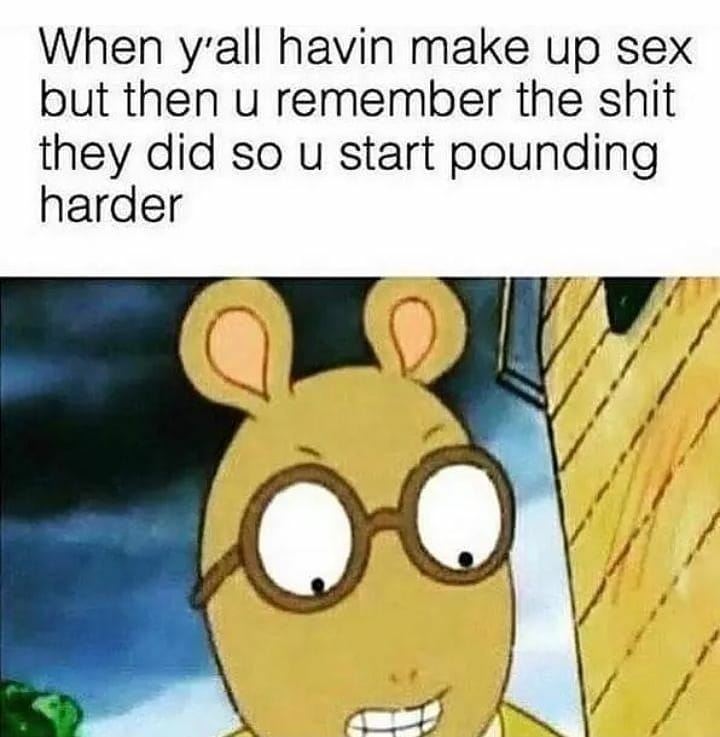 When y'all havin make up sex
but then u remember the shit
they did so u start pounding
harder